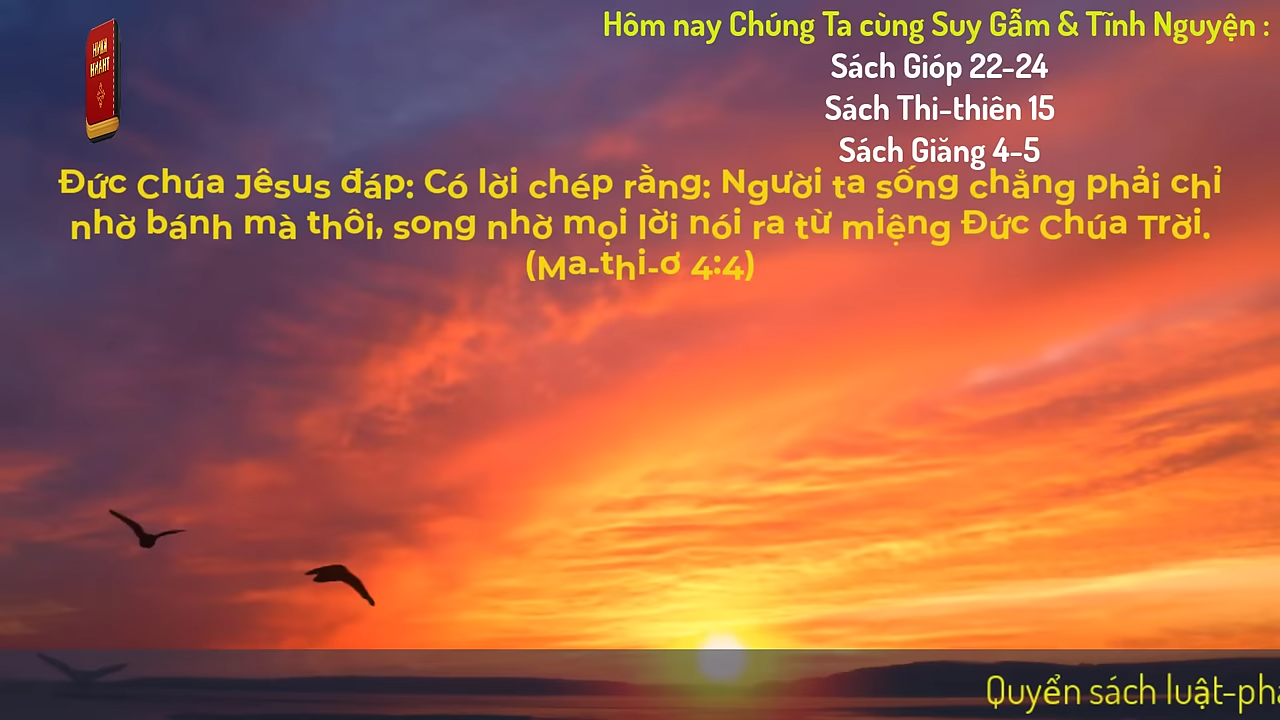 Hôm nay Chúng Ta cùng Suy Gẫm & Tĩnh Nguyện :
Sách Gióp 22-24
Sách Thi-thiên 15
Sách Giăng 4-5
Đức Chúa Jêsus đáp: Có lời chép rằng: Người ta sống chẳng phải chỉ
nhờ bánh mà thôi, song nhờ mọi lời nói ra từ miệng Đức Chúa Trời.
(Ma-thi-ơ 4:4)
Quyển sách luật-phá